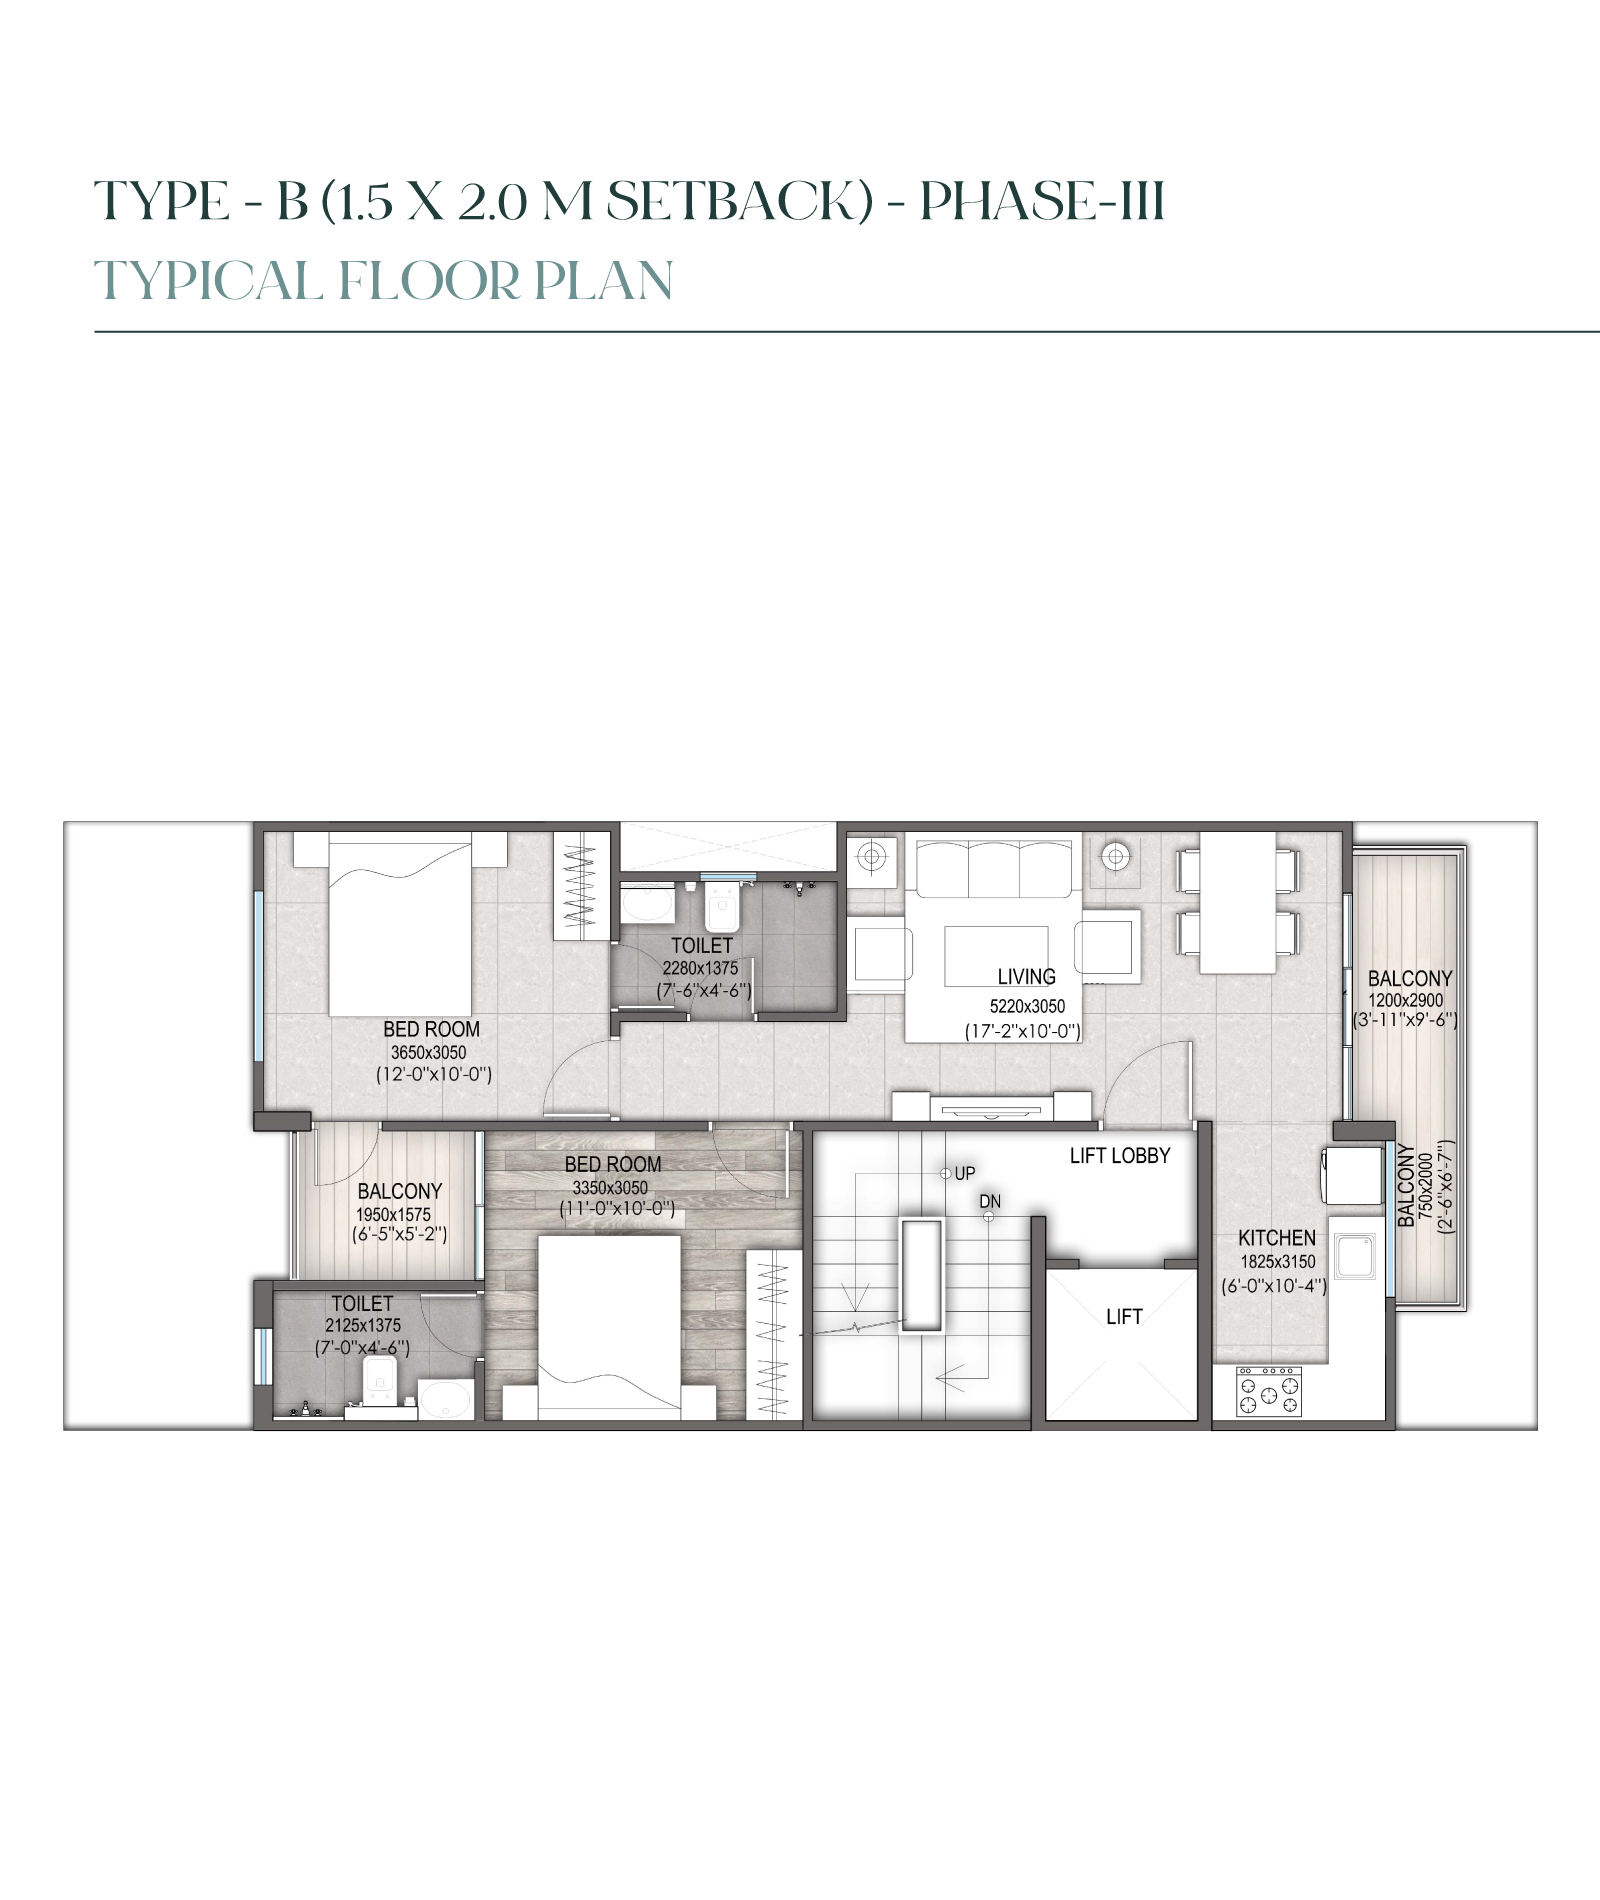 TYPE - B (1.5 X 2.0 M SETBACK) - PHASE-III
TYPICAL FLOOR PLAN
BED ROOM
3650x3050
(12'-0"x10'-0")
TOILET
2280x1375
(7'-6"x4'-6")
LIVING
5220x3050
(17'-2"x10'-0")
BALCONY
1200x2900
(3'-11"x9'-6")
BALCONY
1950x1575
(6'-5"x5'-2")
BED ROOM
3350x3050
(11'-0"x10'-0")
UP
DN
LIFT LOBBY
LIFT
KITCHEN
1825x3150
(6'-0"x10'-4")
BALCONY
750x2000
(2'-6"x6'-7")
TOILET
2125x1375
(7'-0"x4'-6")